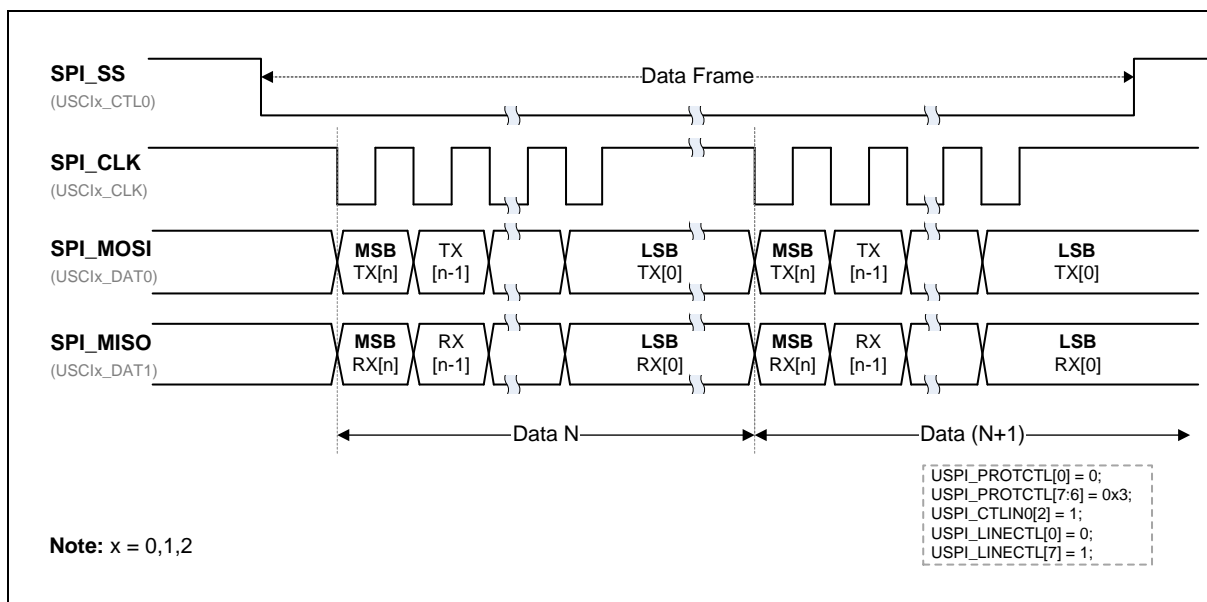 SPI_SS
(USCIx_CTL0)
Data Frame
SPI_CLK
(USCIx_CLK)
SPI_MOSI
(USCIx_DAT0)
MSB TX LSB MSB TX LSB
TX[n] [n-1] TX[0] TX[n] [n-1] TX[0]
SPI_MISO
(USCIx_DAT1)
MSB RX LSB MSB RX LSB
RX[n] [n-1] RX[0] RX[n] [n-1] RX[0]
Data N Data (N+1)
USPI_PROTCTL[0] = 0;
USPI_PROTCTL[7:6] = 0x3;
USPI_CTLIN0[2] = 1;
USPI_LINECTL[0] = 0;
USPI_LINECTL[7] = 1;
Note: x = 0,1,2